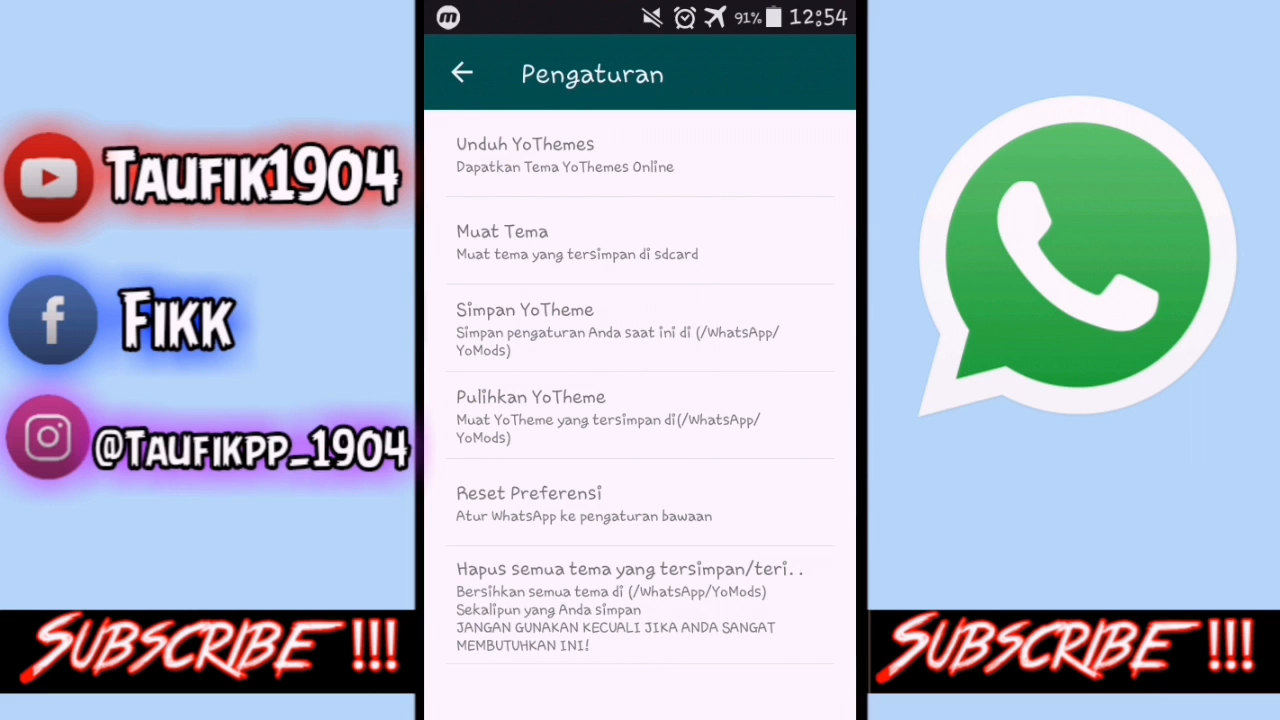 91% 12:54
Pengaturan
Unduh YoThemes
Dapatkan Tema YoThemes Online
Muat Tema
Muat tema yang tersimpan di sdcard
Simpan YoTheme
Simpan pengaturan Anda saat ini di (/WhatsApp/
YoMods)
Pulihkan YoTheme
Muat YoTheme yang tersimpan di(/WhatsApp/
YoMods)
Reset Preferensi
Atur WhatsApp ke pengaturan bawaan
Hapus semua tema yang tersimpan/teri..
Bersihkan semua tema di (/WhatsApp/YoMods)
Sekalipun yang Anda simpan
JANGAN GUNAKAN KECUALI JIKA ANDA SANGAT
MEMBUTUHKAN INI!
Taufik1904
Fikk
@Taufikpp_1904
SUBSCRIBE !!!
SUBSCRIBE !!!